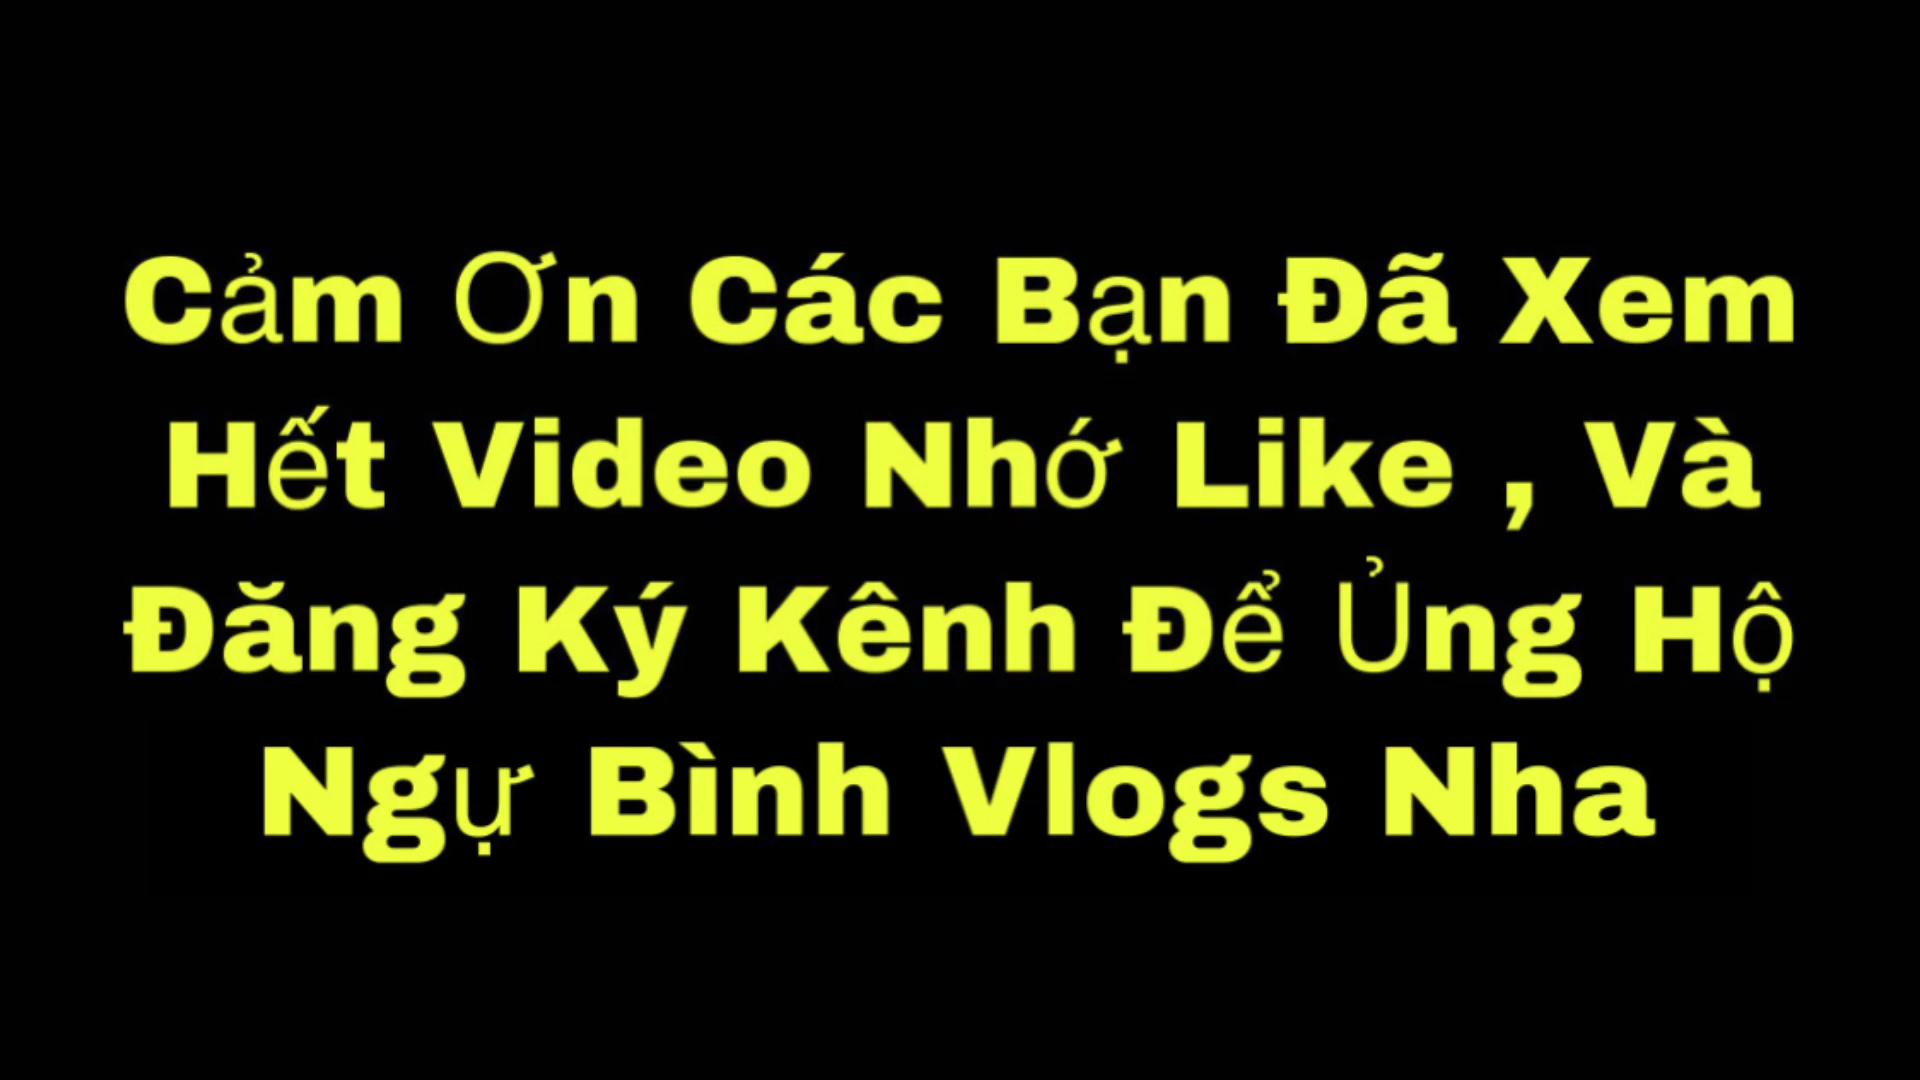 Cảm Ơn Các Bạn Đã Xem
Hết Video Nhớ Like , Và
Đăng Ký Kênh Để Ủng Hộ
Ngự Bình Vlogs Nha